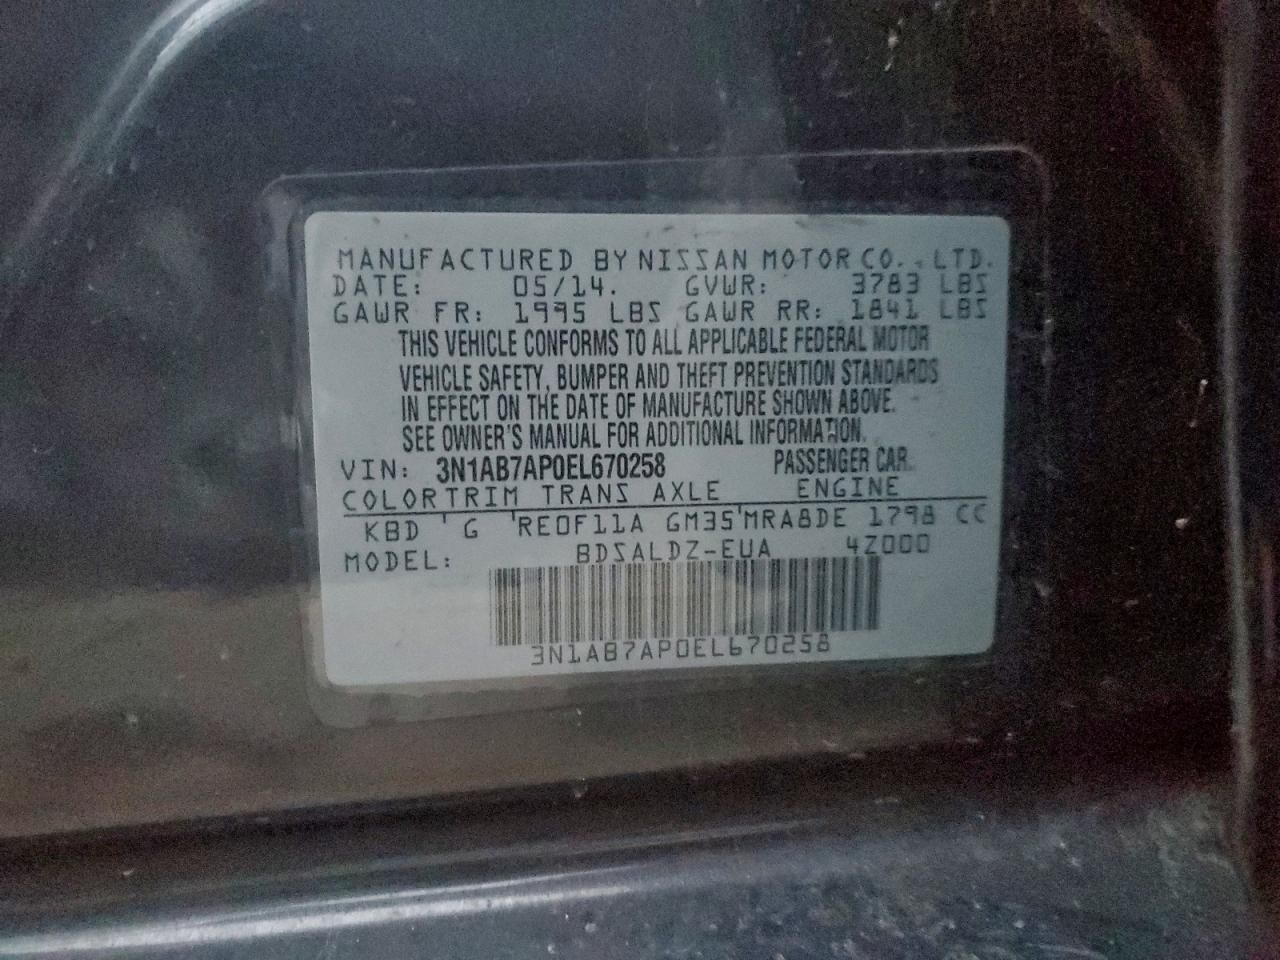 MANUFACTURED BY NISSAN MOTOR CO., LTD.
DATE: 05/14. GVWR: 3783 LBS
GAWR FR: 1995 LBS GAWR RR: 1841 LBS
THIS VEHICLE CONFORMS TO ALL APPLICABLE FEDERAL MOTOR
VEHICLE SAFETY, BUMPER AND THEFT PREVENTION STANDARDS
IN EFFECT ON THE DATE OF MANUFACTURE SHOWN ABOVE.
SEE OWNER'S MANUAL FOR ADDITIONAL INFORMATION.
VIN: 3N1AB7AP0EL670258 PASSENGER CAR.
COLOR TRIM TRANS AXLE ENGINE
KBD G RE0F11A GM35 MRA8DE 1798 CC
MODEL: BDSALDZ-EUA 4Z000
3N1AB7AP0EL670258